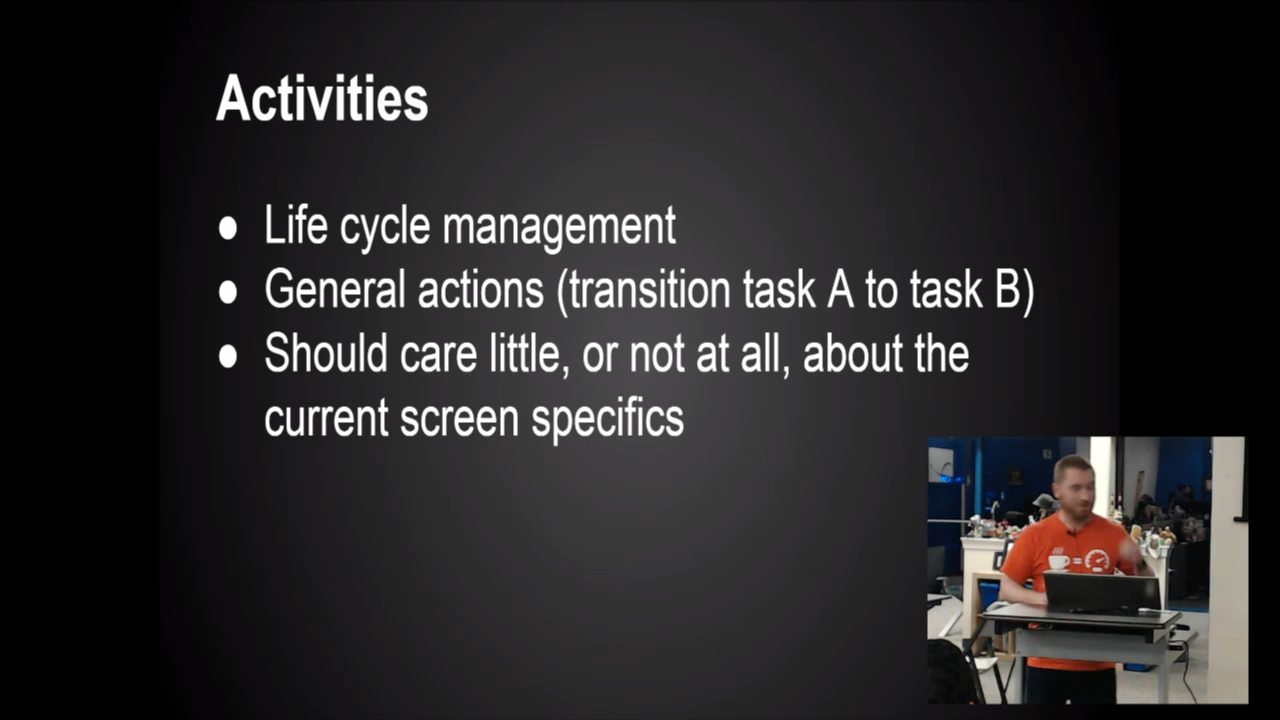 Activities
● Life cycle management
● General actions (transition task A to task B)
● Should care little, or not at all, about the
current screen specifics